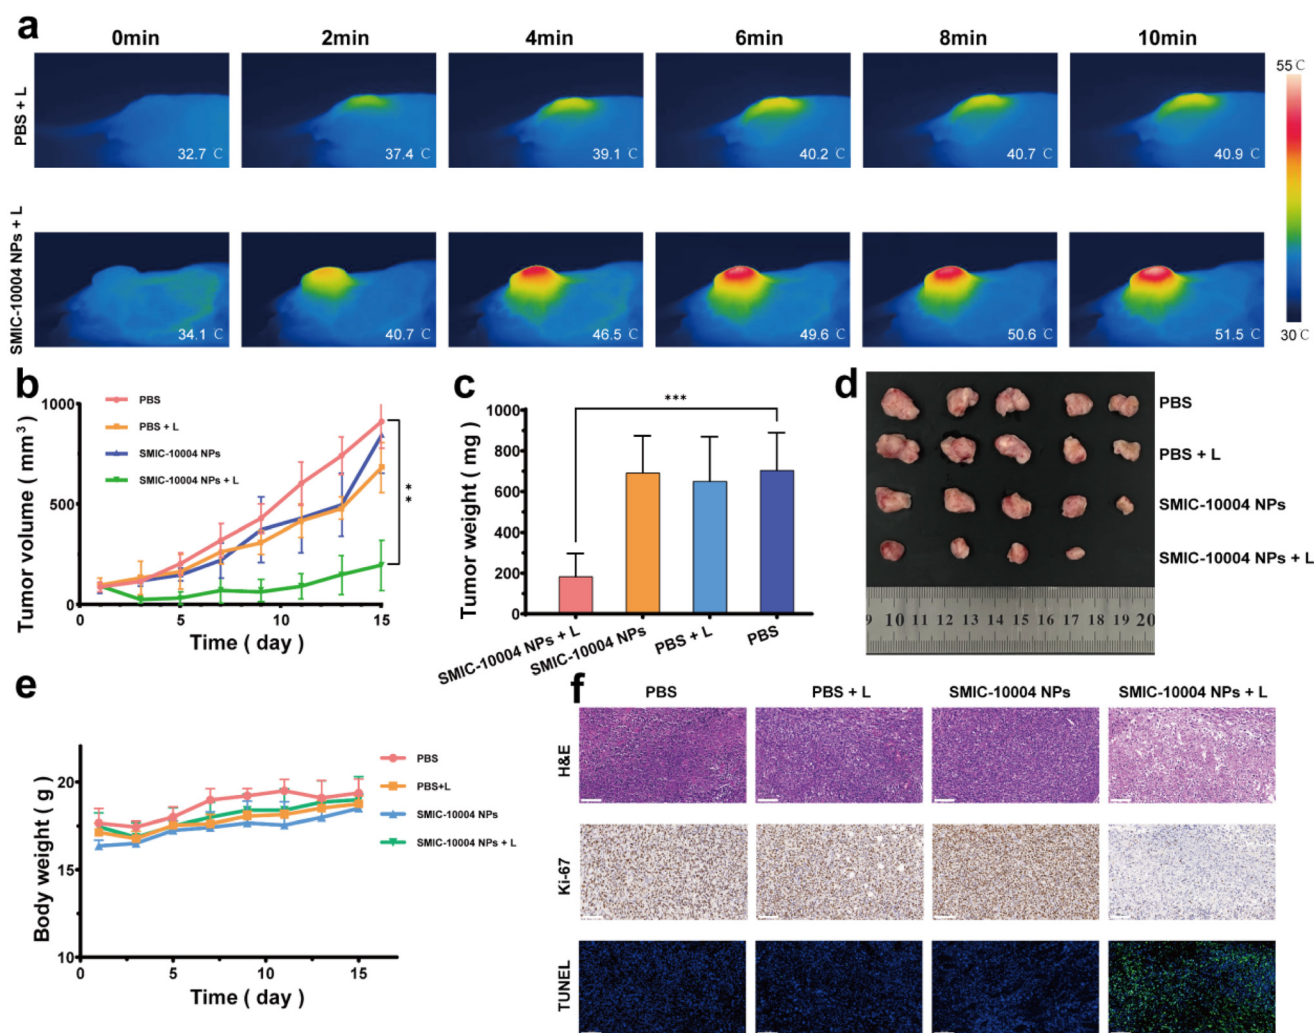 a
0min 2min 4min 6min 8min 10min
PBS + L
32.7 C 37.4 C 39.1 C 40.2 C 40.7 C 40.9 C
55 C
SMIC-10004 NPs + L
34.1 C 40.7 C 46.5 C 49.6 C 50.6 C 51.5 C
30 C
b
Tumor volume ( mm³ )
1000
500
0
0 5 10 15
Time ( day )
PBS
PBS + L
SMIC-10004 NPs
SMIC-10004 NPs + L
**
c
Tumor weight ( mg )
1000
800
600
400
200
0
***
SMIC-10004 NPs + L
SMIC-10004 NPs
PBS + L
PBS
d
PBS
PBS + L
SMIC-10004 NPs
SMIC-10004 NPs + L
9 10 11 12 13 14 15 16 17 18 19 20
e
Body weight ( g )
20
15
10
0 5 10 15
Time ( day )
PBS
PBS+L
SMIC-10004 NPs
SMIC-10004 NPs + L
f
PBS PBS + L SMIC-10004 NPs SMIC-10004 NPs + L
H&E
Ki-67
TUNEL